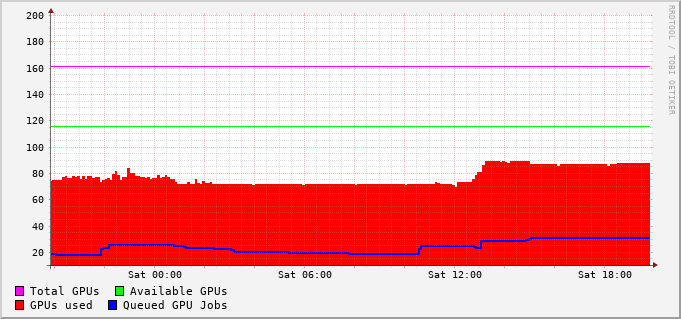 200
180
160
140
120
100
80
60
40
20
Sat 00:00 Sat 06:00 Sat 12:00 Sat 18:00
Total GPUs Available GPUs
GPUs used Queued GPU Jobs
RRDTOOL / TOBI OETIKER